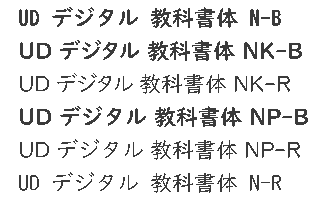 UD デジタル 教科書体 N-B
UD デジタル 教科書体 NK-B
UD デジタル 教科書体 NK-R
UD デジタル 教科書体 NP-B
UD デジタル 教科書体 NP-R
UD デジタル 教科書体 N-R